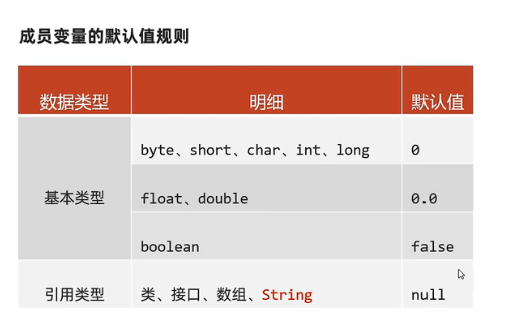 成员变量的默认值规则
数据类型 明细 默认值
byte、short、char、int、long 0
基本类型 float、double 0.0
boolean false
引用类型 类、接口、数组、String null